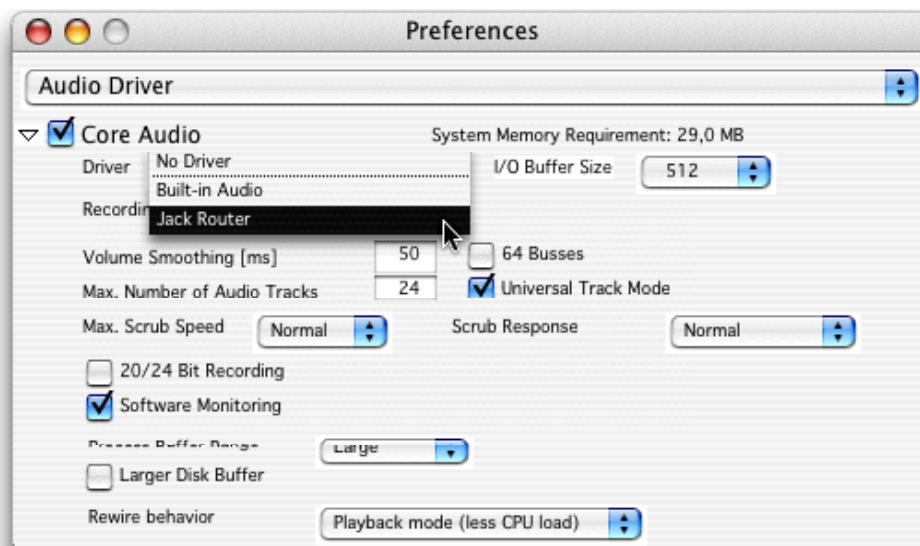 Preferences
Audio Driver
Core Audio System Memory Requirement: 29,0 MB
Driver No Driver I/O Buffer Size 512
Built-in Audio
Jack Router
Volume Smoothing [ms] 50 64 Busses
Max. Number of Audio Tracks 24 Universal Track Mode
Max. Scrub Speed Normal Scrub Response Normal
20/24 Bit Recording
Software Monitoring
Process Buffer Range Large
Larger Disk Buffer
Rewire behavior Playback mode (less CPU load)